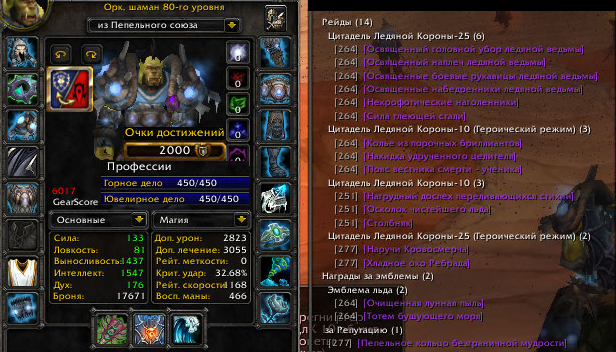 Орк, шаман 80-го уровня
из Пепельного союза
Очки достижений
2000
Профессии
Горное дело 450/450
Ювелирное дело 450/450
6017
GearScore
Основные
Магия
Сила: 133
Ловкость: 81
Выносливость: 1437
Интеллект: 1547
Дух: 176
Броня: 17671
Доп. урон: 2823
Доп. лечение: 3055
Рейт. меткости: 0
Крит. удар: 32.68%
Рейт. скорости: 1168
Восп. маны: 466
Рейды (14)
Цитадель Ледяной Короны-25 (6)
[264] [Освященный головной убор ледяной ведьмы]
[264] [Освященный наплеч ледяной ведьмы]
[264] [Освященные боевые рукавицы ледяной ведьмы]
[264] [Освященные набедренники ледяной ведьмы]
[264] [Некрофотические наголенники]
[264] [Сила глеющей стали]
Цитадель Ледяной Короны-10 (Героический режим) (3)
[264] [Колье из порочных бриллиантов]
[264] [Накидка удрученного целителя]
[264] [Пояс вестника смерти - ученика]
Цитадель Ледяной Короны-10 (3)
[251] [Нагрудный доспех переливающихся стихий]
[251] [Осколок чистейшего льда]
[251] [Столбняк]
Цитадель Ледяной Короны-25 (Героический режим) (2)
[277] [Наручи Кровосмерча]
[277] [Хладное око Ребрада]
Награды за эмблемы (2)
Эмблема льда (2)
[264] [Очищенная лунная пыль]
[264] [Тотем бушующего моря]
за Репутацию (1)
[277] [Пепельное кольцо безграничной мудрости]